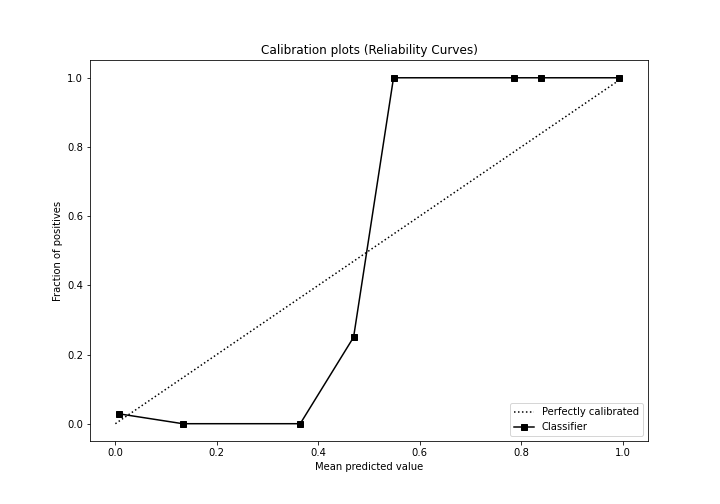 Calibration plots (Reliability Curves)
Fraction of positives
1.0
0.8
0.6
0.4
0.2
0.0
0.0 0.2 0.4 0.6 0.8 1.0
Mean predicted value
Perfectly calibrated
Classifier